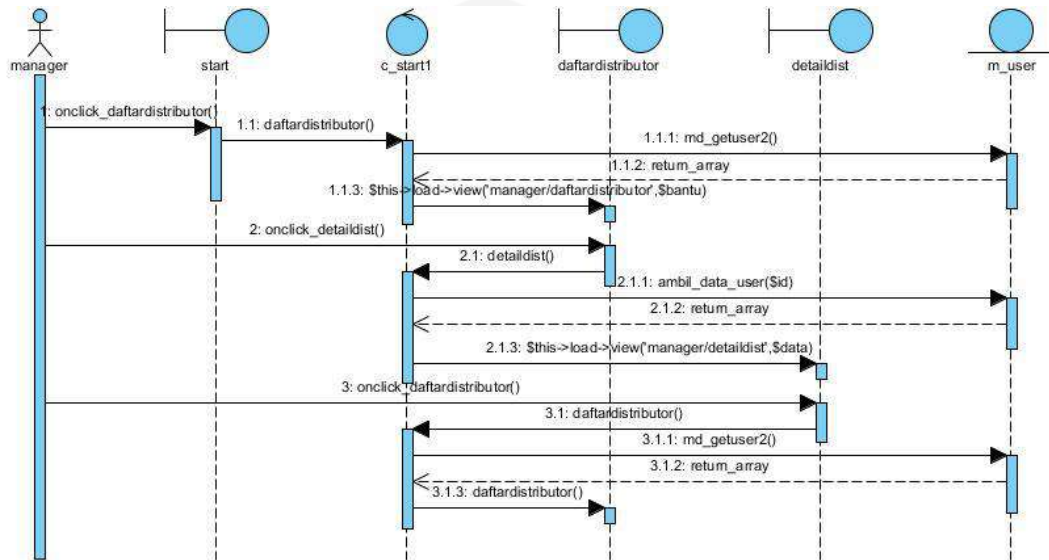 manager
start
c_start1
daftardistributor
detaildist
m_user
1: onclick_daftardistributor()
1.1: daftardistributor()
1.1.1: md_getuser2()
1.1.2: return_array
1.1.3: $this->load->view('manager/daftardistributor',$bantu)
2: onclick_detaildist()
2.1: detaildist()
2.1.1: ambil_data_user($id)
2.1.2: return_array
2.1.3: $this->load->view('manager/detaildist',$data)
3: onclick_daftardistributor()
3.1: daftardistributor()
3.1.1: md_getuser2()
3.1.2: return_array
3.1.3: daftardistributor()